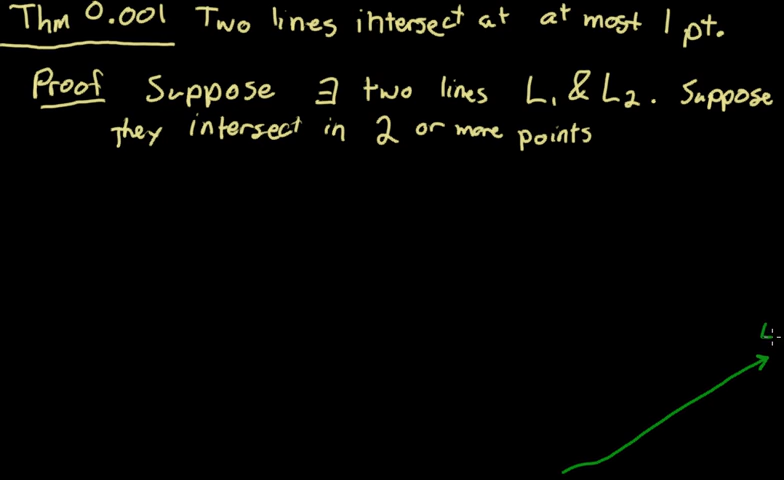 Thm 0.001 Two lines intersect at at most 1 pt.
Proof Suppose ∃ two lines L1 & L2. Suppose
they intersect in 2 or more points
L